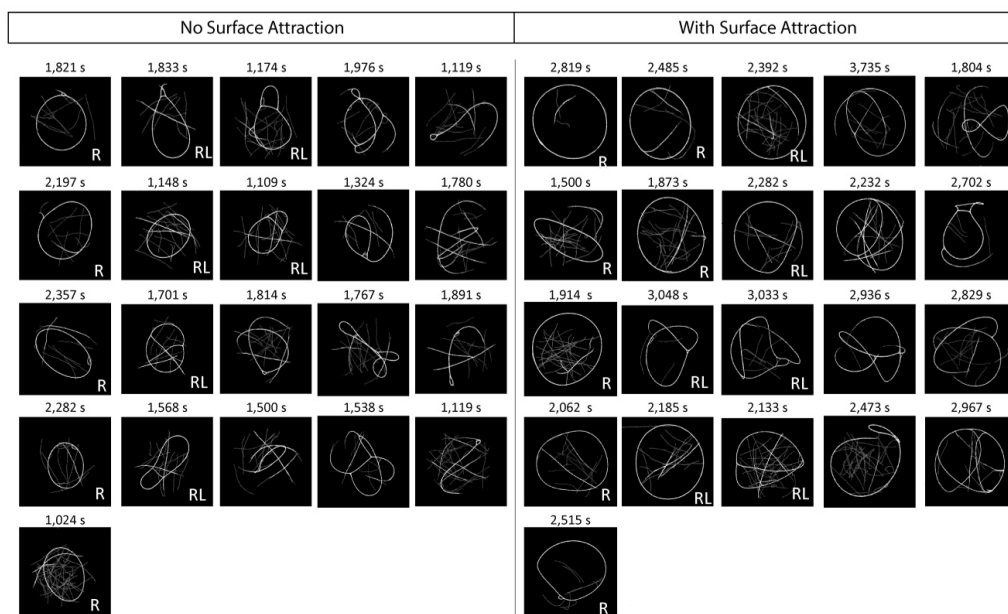 No Surface Attraction With Surface Attraction
1,821 s 1,833 s 1,174 s 1,976 s 1,119 s 2,819 s 2,485 s 2,392 s 3,735 s 1,804 s
R RL RL R R RL
2,197 s 1,148 s 1,109 s 1,324 s 1,780 s 1,500 s 1,873 s 2,282 s 2,232 s 2,702 s
R RL RL R R RL
2,357 s 1,701 s 1,814 s 1,767 s 1,891 s 1,914 s 3,048 s 3,033 s 2,936 s 2,829 s
R RL R RL RL
2,282 s 1,568 s 1,500 s 1,538 s 1,119 s 2,062 s 2,185 s 2,133 s 2,473 s 2,967 s
R RL R RL RL
1,024 s 2,515 s
R R